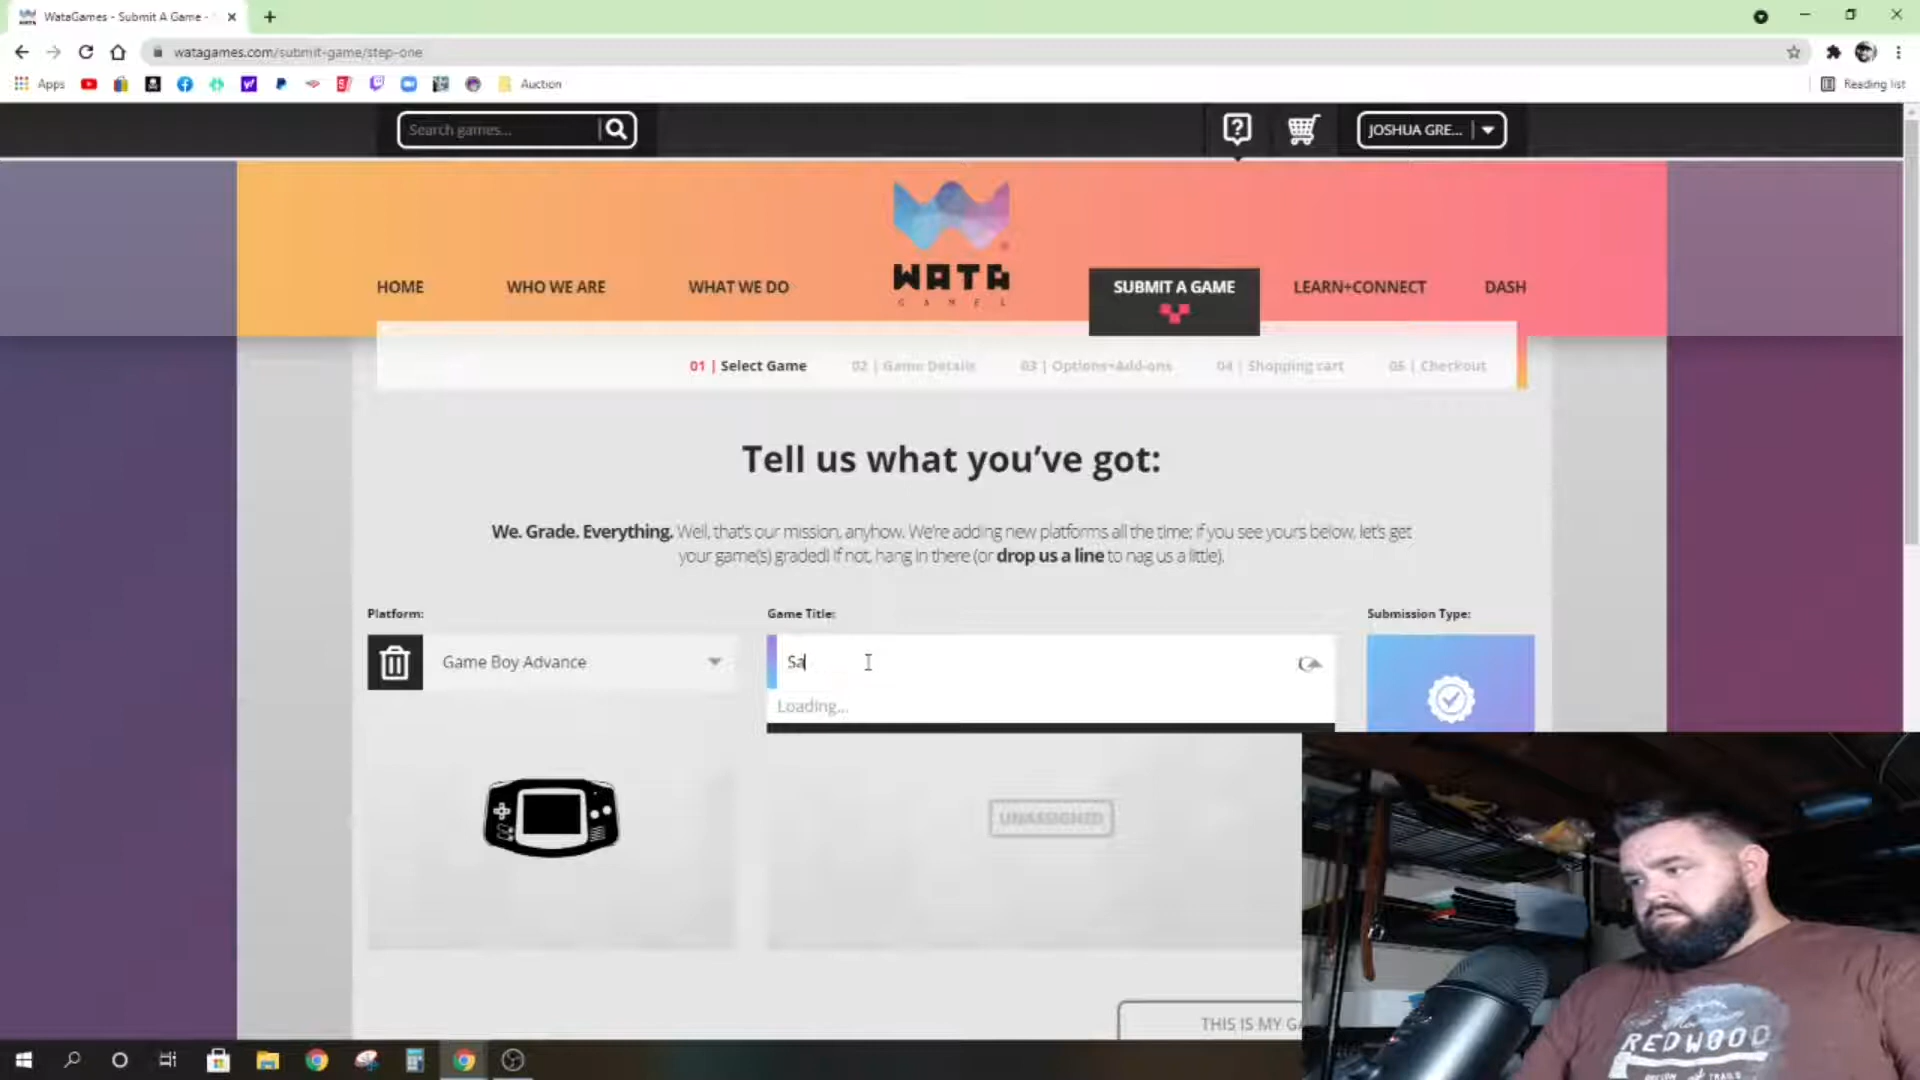 WataGames - Submit A Game -
watagames.com/submit-game/step-one
Apps
Auction
Reading list
Search games...
JOSHUA GRE...
WATA
GAMES
HOME
WHO WE ARE
WHAT WE DO
SUBMIT A GAME
LEARN+CONNECT
DASH
01 | Select Game
02 | Game Details
03 | Options+Add-ons
04 | Shopping cart
05 | Checkout
Tell us what you've got:
We. Grade. Everything. Well, that's our mission, anyhow. We're adding new platforms all the time; if you see yours below, let's get
your game(s) graded! If not, hang in there (or drop us a line to nag us a little).
Platform:
Game Title:
Submission Type:
Game Boy Advance
Sa
Loading...
UNASSIGNED
THIS IS MY GA
REDWOOD